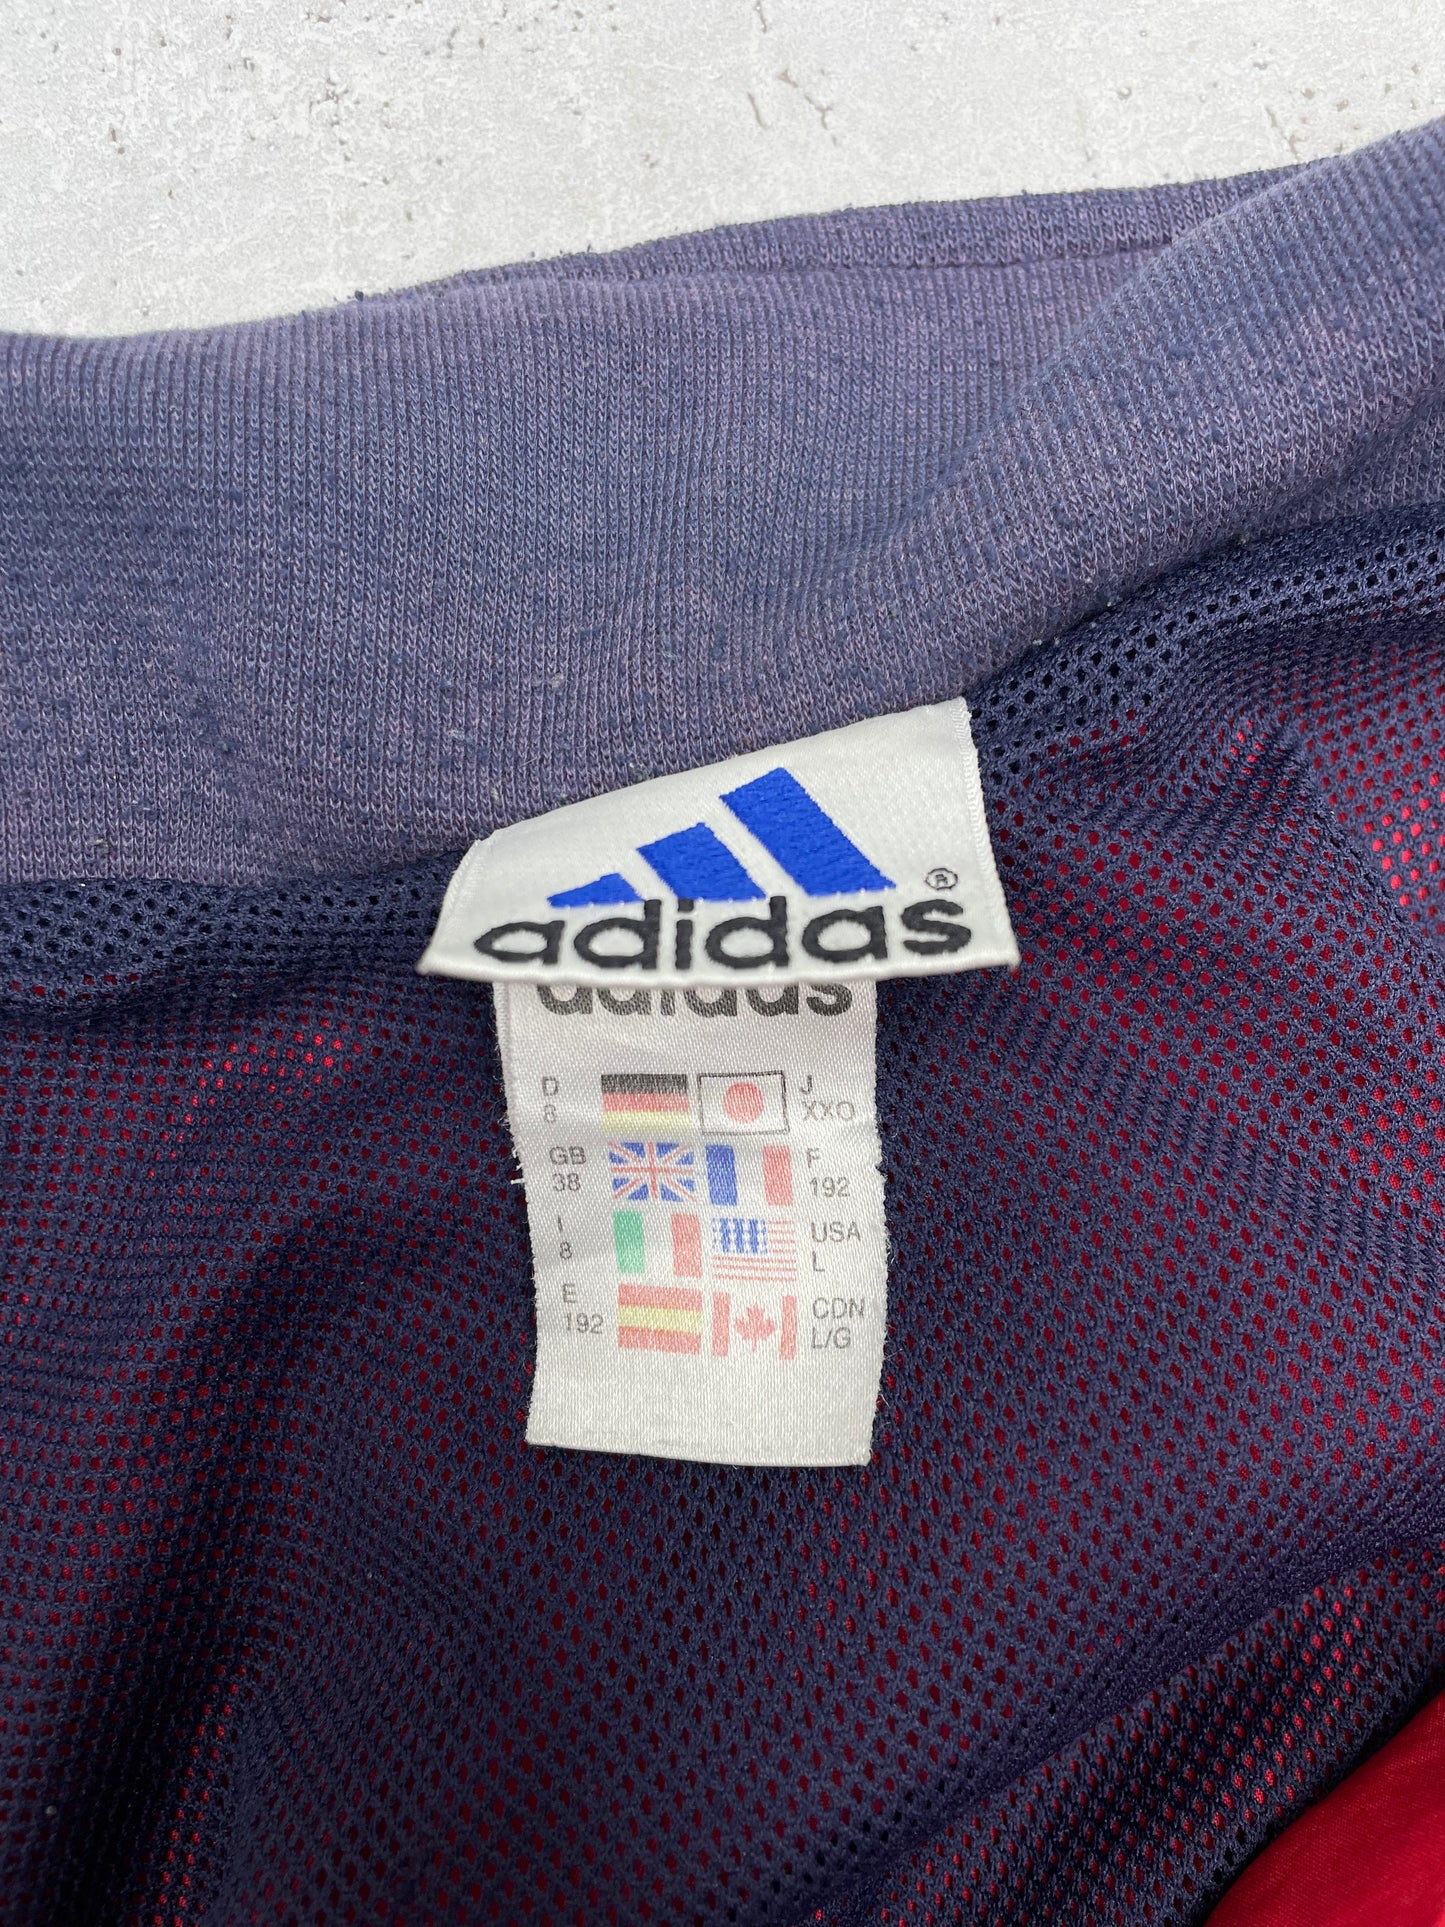 adidas®
adidas
D J
8 XXO
GB F
38 192
I USA
8 L
E CDN
192 L/G